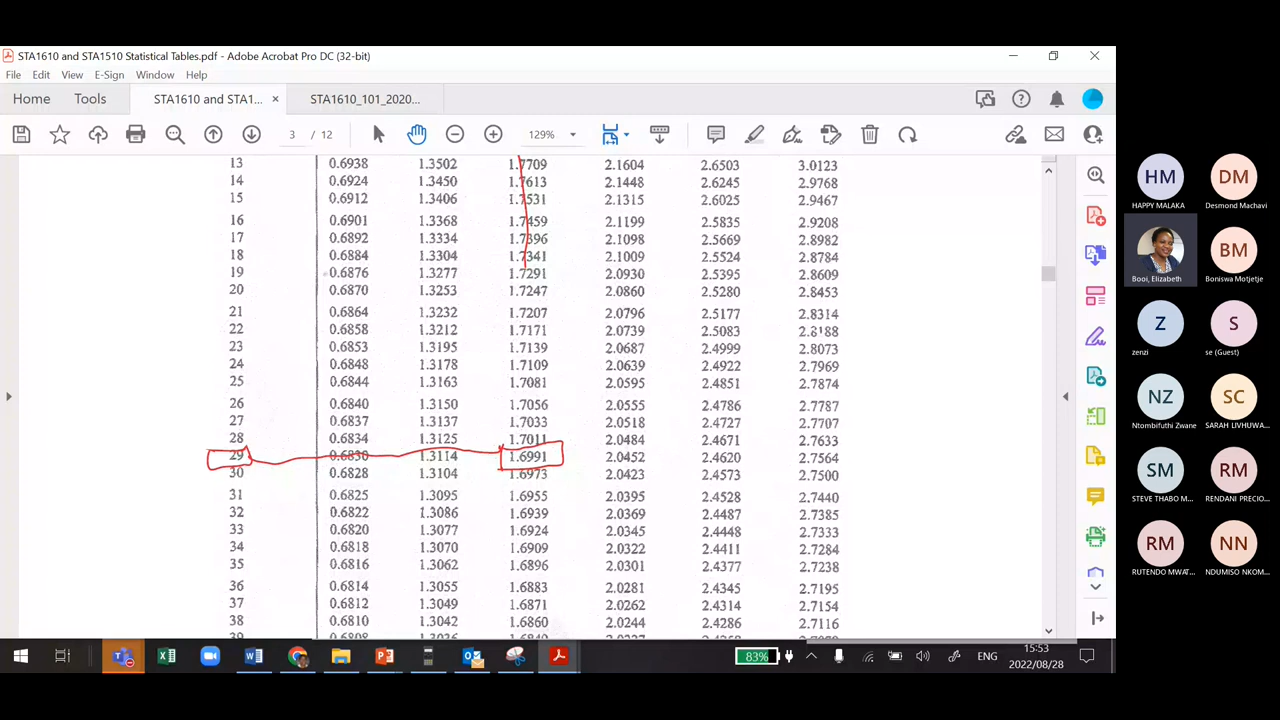 STA1610 and STA1510 Statistical Tables.pdf - Adobe Acrobat Pro DC (32-bit)
File Edit View E-Sign Window Help
Home Tools STA1610 and STA1... × STA1610_101_2020...
3 / 12 129%
13 0.6938 1.3502 1.7709 2.1604 2.6503 3.0123
14 0.6924 1.3450 1.7613 2.1448 2.6245 2.9768
15 0.6912 1.3406 1.7531 2.1315 2.6025 2.9467
16 0.6901 1.3368 1.7459 2.1199 2.5835 2.9208
17 0.6892 1.3334 1.7396 2.1098 2.5669 2.8982
18 0.6884 1.3304 1.7341 2.1009 2.5524 2.8784
19 0.6876 1.3277 1.7291 2.0930 2.5395 2.8609
20 0.6870 1.3253 1.7247 2.0860 2.5280 2.8453
21 0.6864 1.3232 1.7207 2.0796 2.5177 2.8314
22 0.6858 1.3212 1.7171 2.0739 2.5083 2.8188
23 0.6853 1.3195 1.7139 2.0687 2.4999 2.8073
24 0.6848 1.3178 1.7109 2.0639 2.4922 2.7969
25 0.6844 1.3163 1.7081 2.0595 2.4851 2.7874
26 0.6840 1.3150 1.7056 2.0555 2.4786 2.7787
27 0.6837 1.3137 1.7033 2.0518 2.4727 2.7707
28 0.6834 1.3125 1.7011 2.0484 2.4671 2.7633
29 0.6830 1.3114 1.6991 2.0452 2.4620 2.7564
30 0.6828 1.3104 1.6973 2.0423 2.4573 2.7500
31 0.6825 1.3095 1.6955 2.0395 2.4528 2.7440
32 0.6822 1.3086 1.6939 2.0369 2.4487 2.7385
33 0.6820 1.3077 1.6924 2.0345 2.4448 2.7333
34 0.6818 1.3070 1.6909 2.0322 2.4411 2.7284
35 0.6816 1.3062 1.6896 2.0301 2.4377 2.7238
36 0.6814 1.3055 1.6883 2.0281 2.4345 2.7195
37 0.6812 1.3049 1.6871 2.0262 2.4314 2.7154
38 0.6810 1.3042 1.6860 2.0244 2.4286 2.7116
83% ENG 15:53
2022/08/28
HM DM
HAPPY MALAKA Desmond Machavi
BM
Booi, Elizabeth Boniswa Motjetje
Z S
zenzi se (Guest)
NZ SC
Ntombifuthi Zwane SARAH LIVHUWA...
SM RM
STEVE THABO M... RENDANI PRECIO...
RM NN
RUTENDO MWAT... NDUMISO NKOM...